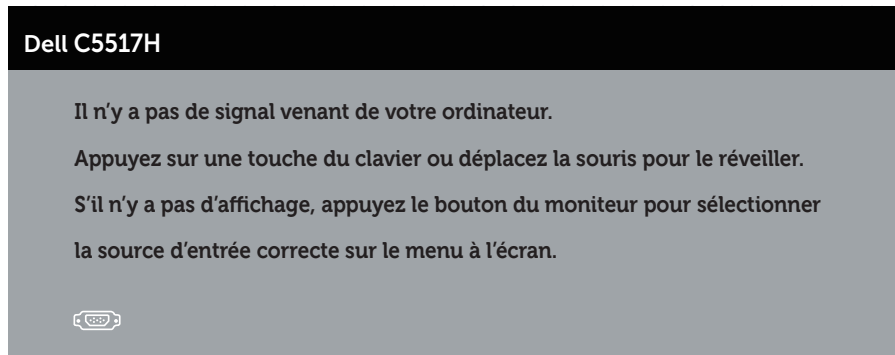 Dell C5517H
Il n’y a pas de signal venant de votre ordinateur.
Appuyez sur une touche du clavier ou déplacez la souris pour le réveiller.
S’il n’y a pas d’affichage, appuyez le bouton du moniteur pour sélectionner
la source d’entrée correcte sur le menu à l’écran.